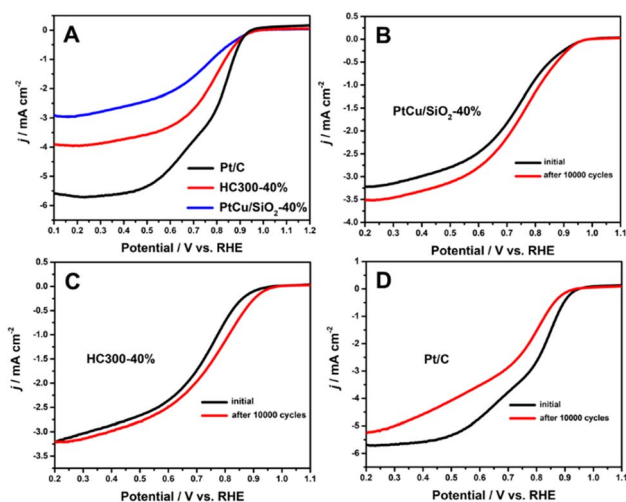 A
j / mA cm⁻²
0
-1
-2
-3
-4
-5
-6
Pt/C
HC300-40%
PtCu/SiO₂-40%
0.1 0.2 0.3 0.4 0.5 0.6 0.7 0.8 0.9 1.0 1.1 1.2
Potential / V vs. RHE
B
j / mA cm⁻²
0.0
-0.5
-1.0
-1.5
-2.0
-2.5
-3.0
-3.5
PtCu/SiO₂-40%
initial
after 10000 cycles
0.2 0.3 0.4 0.5 0.6 0.7 0.8 0.9 1.0 1.1
Potential / V vs. RHE
C
j / mA cm⁻²
0.5
0.0
-0.5
-1.0
-1.5
-2.0
-2.5
-3.0
-3.5
HC300-40%
initial
after 10000 cycles
0.2 0.3 0.4 0.5 0.6 0.7 0.8 0.9 1.0 1.1
Potential / V vs. RHE
D
j / mA cm⁻²
1
0
-1
-2
-3
-4
-5
-6
Pt/C
initial
after 10000 cycles
0.2 0.3 0.4 0.5 0.6 0.7 0.8 0.9 1.0 1.1
Potential / V vs. RHE